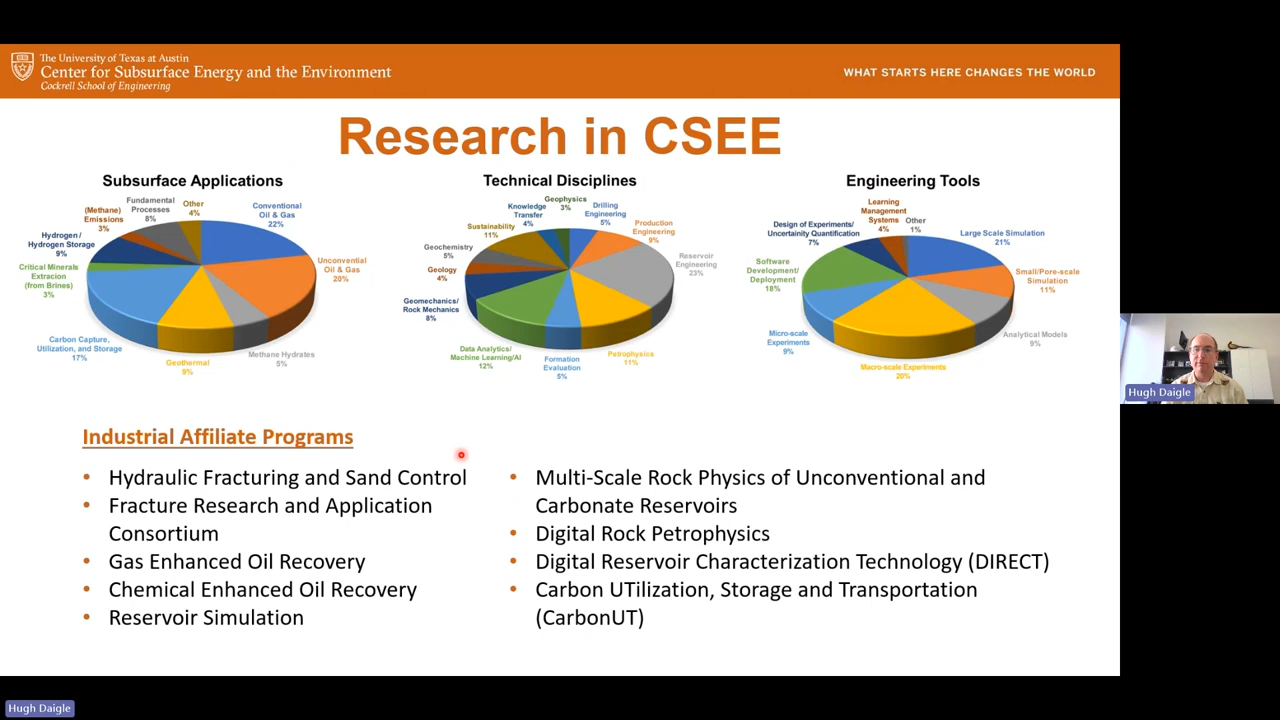 The University of Texas at Austin
Center for Subsurface Energy and the Environment
Cockrell School of Engineering
WHAT STARTS HERE CHANGES THE WORLD
Research in CSEE
Subsurface Applications
Conventional
Oil & Gas
22%
Unconvential
Oil & Gas
20%
Methane Hydrates
5%
Geothermal
9%
Carbon Capture,
Utilization, and Storage
17%
Critical Minerals
Extracion
(from Brines)
3%
Hydrogen /
Hydrogen Storage
9%
(Methane)
Emissions
3%
Fundamental
Processes
8%
Other
4%
Technical Disciplines
Geophysics
3%
Drilling
Engineering
5%
Production
Engineering
9%
Reservoir
Engineering
23%
Petrophysics
11%
Formation
Evaluation
5%
Data Analytics/
Machine Learning/AI
12%
Geomechanics/
Rock Mechanics
8%
Geology
4%
Geochemistry
5%
Sustainability
11%
Knowledge
Transfer
4%
Engineering Tools
Large Scale Simulation
21%
Small/Pore-scale
Simulation
11%
Analytical Models
9%
Macro-scale Experiments
20%
Micro-scale
Experiments
9%
Software
Development/
Deployment
18%
Design of Experiments/
Uncertainty Quantification
7%
Learning
Management
Systems
4%
Other
1%
Industrial Affiliate Programs
• Hydraulic Fracturing and Sand Control
• Fracture Research and Application
Consortium
• Gas Enhanced Oil Recovery
• Chemical Enhanced Oil Recovery
• Reservoir Simulation
• Multi-Scale Rock Physics of Unconventional and
Carbonate Reservoirs
• Digital Rock Petrophysics
• Digital Reservoir Characterization Technology (DIRECT)
• Carbon UTilization, Storage and Transportation
(CarbonUT)
Hugh Daigle
Hugh Daigle